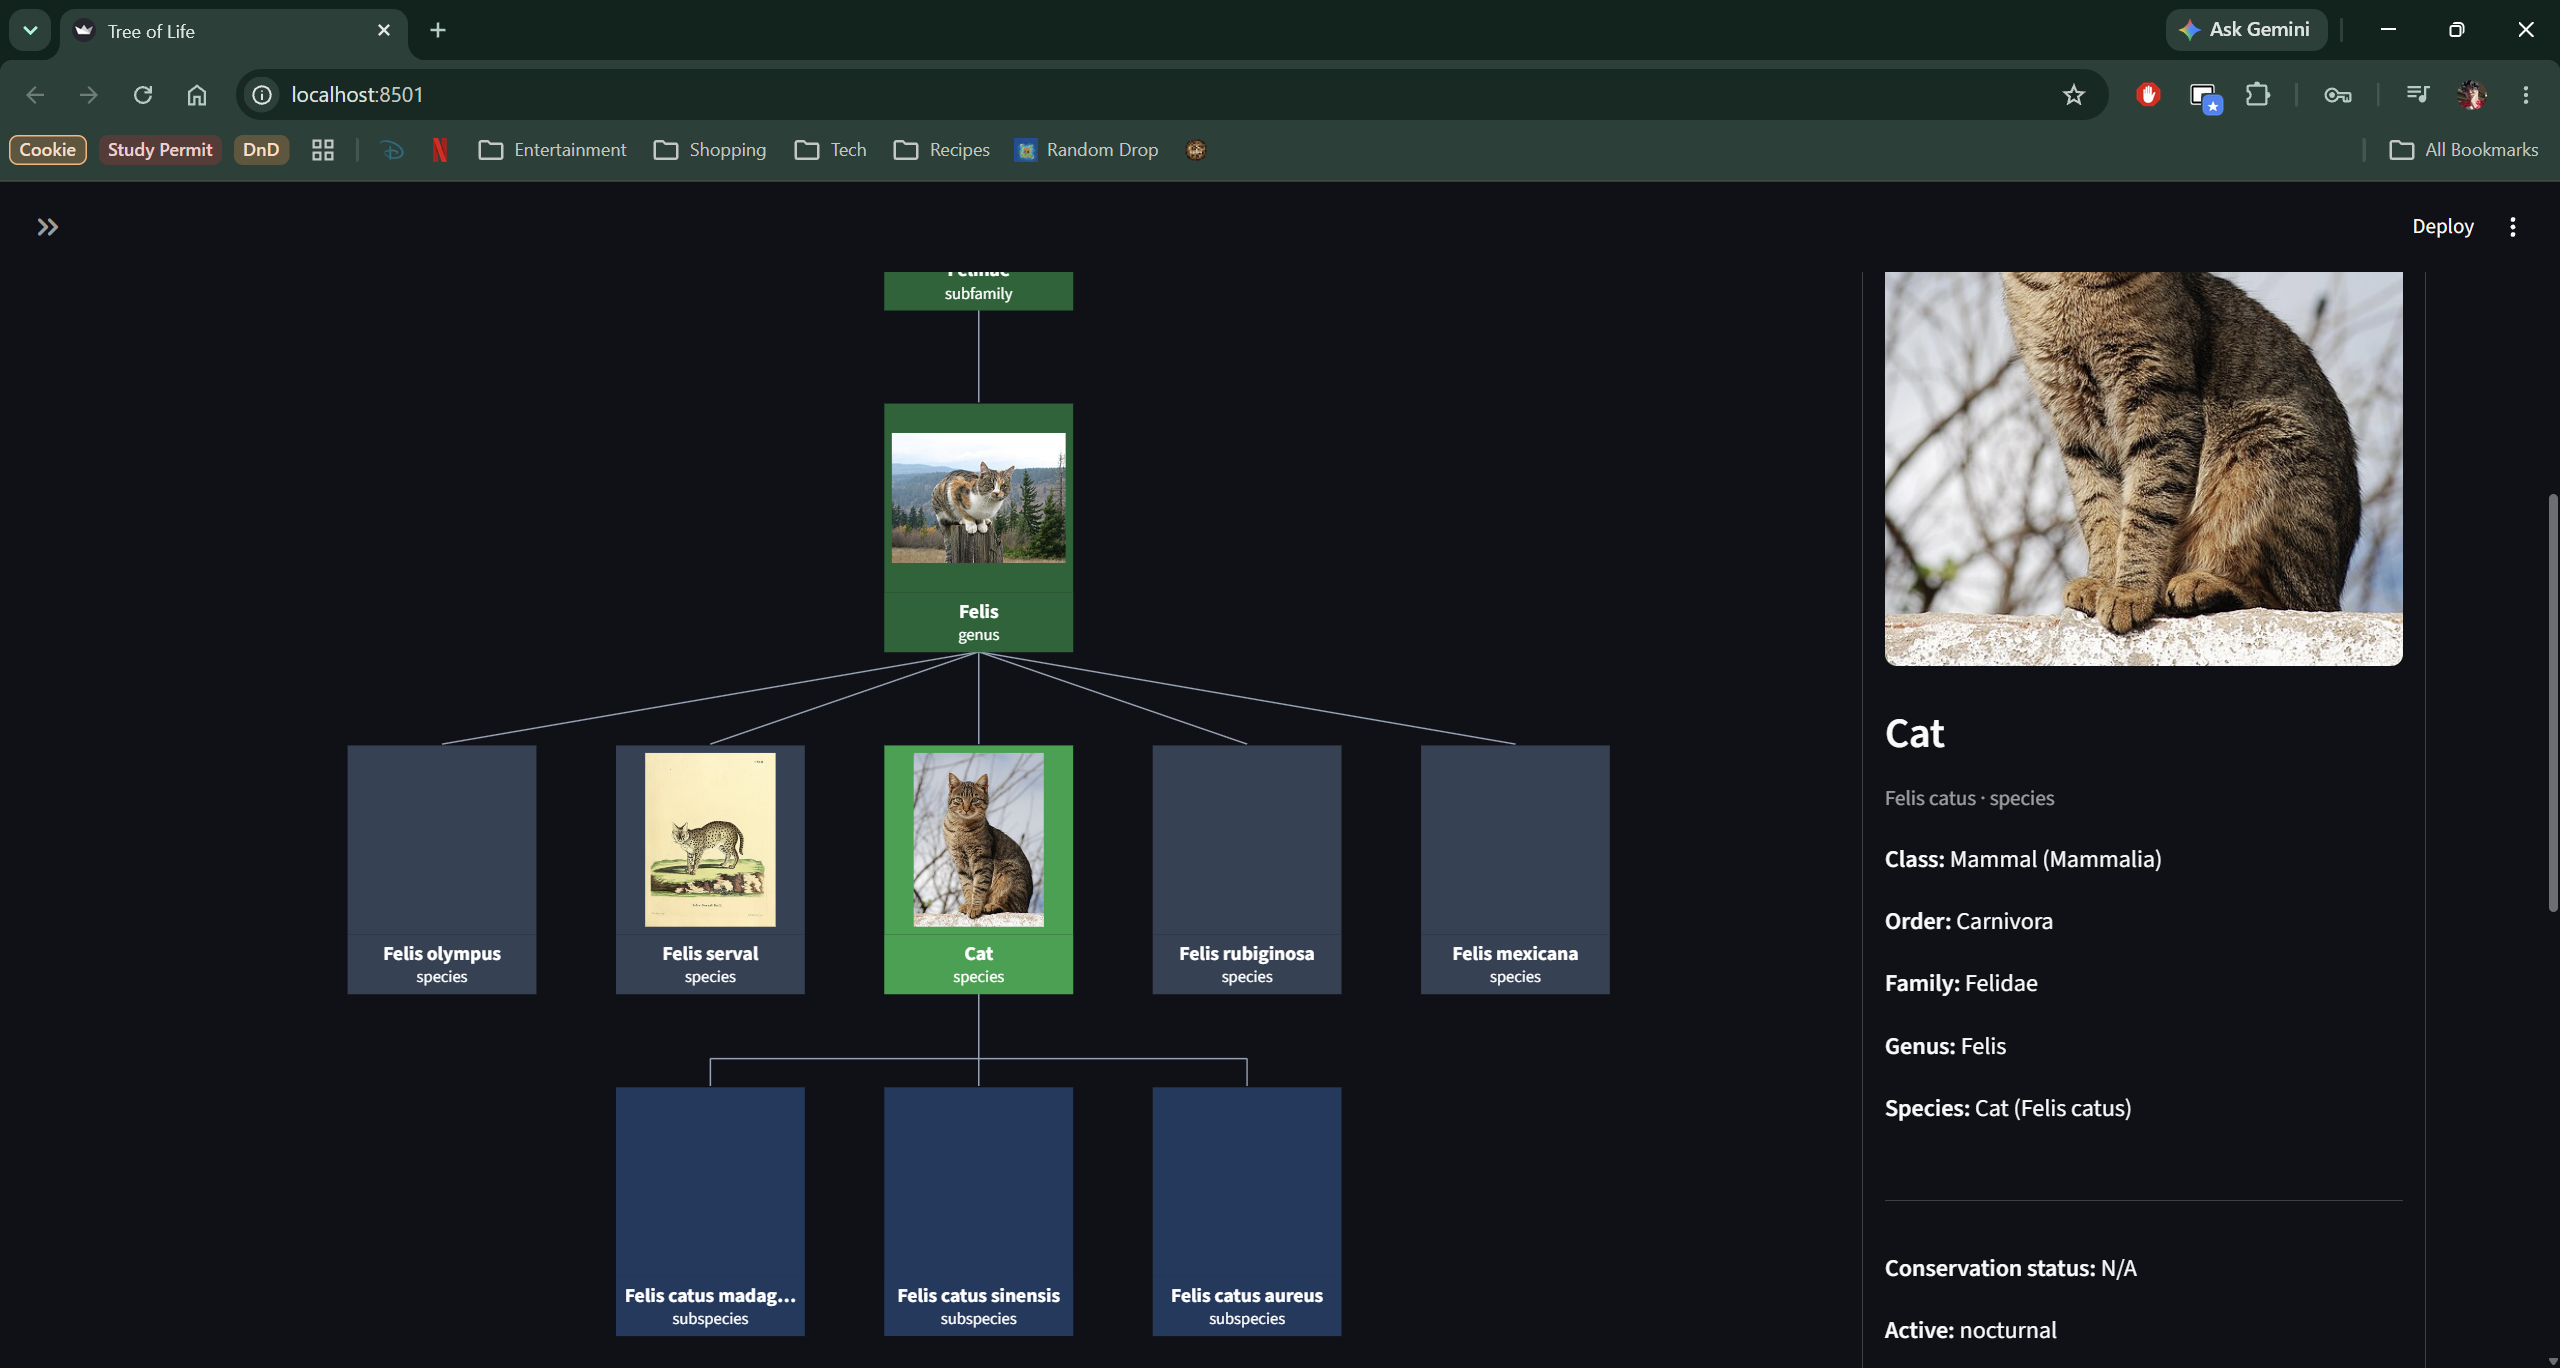 Tree of Life
Ask Gemini
localhost:8501
Cookie
Study Permit
DnD
Entertainment
Shopping
Tech
Recipes
Random Drop
All Bookmarks
Deploy
subfamily
Felis
genus
Felis olympus
species
Felis serval
species
Cat
species
Felis rubiginosa
species
Felis mexicana
species
Felis catus madag...
subspecies
Felis catus sinensis
subspecies
Felis catus aureus
subspecies
Cat
Felis catus · species
Class: Mammal (Mammalia)
Order: Carnivora
Family: Felidae
Genus: Felis
Species: Cat (Felis catus)
Conservation status: N/A
Active: nocturnal